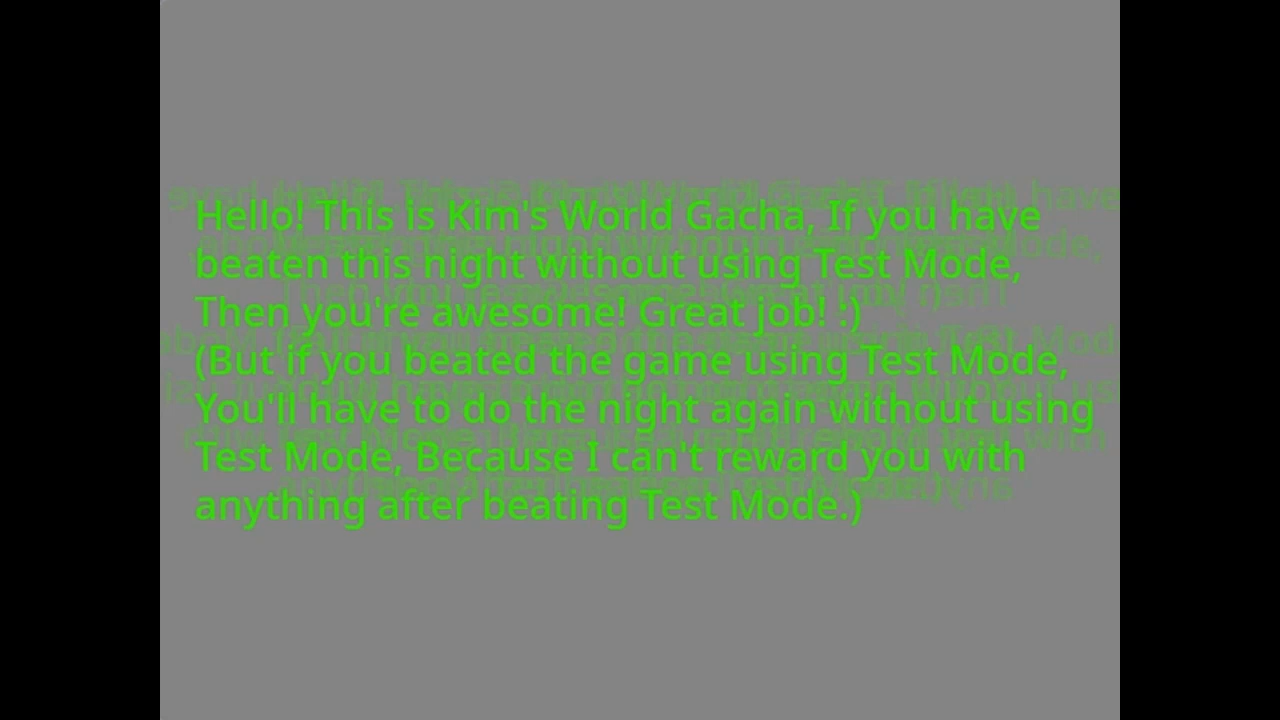 Hello! This is Kim's World Gacha, If you have
beaten this night without using Test Mode,
Then you're awesome! Great job! :)
(But if you beated the game using Test Mode,
You'll have to do the night again without using
Test Mode, Because I can't reward you with
anything after beating Test Mode.)